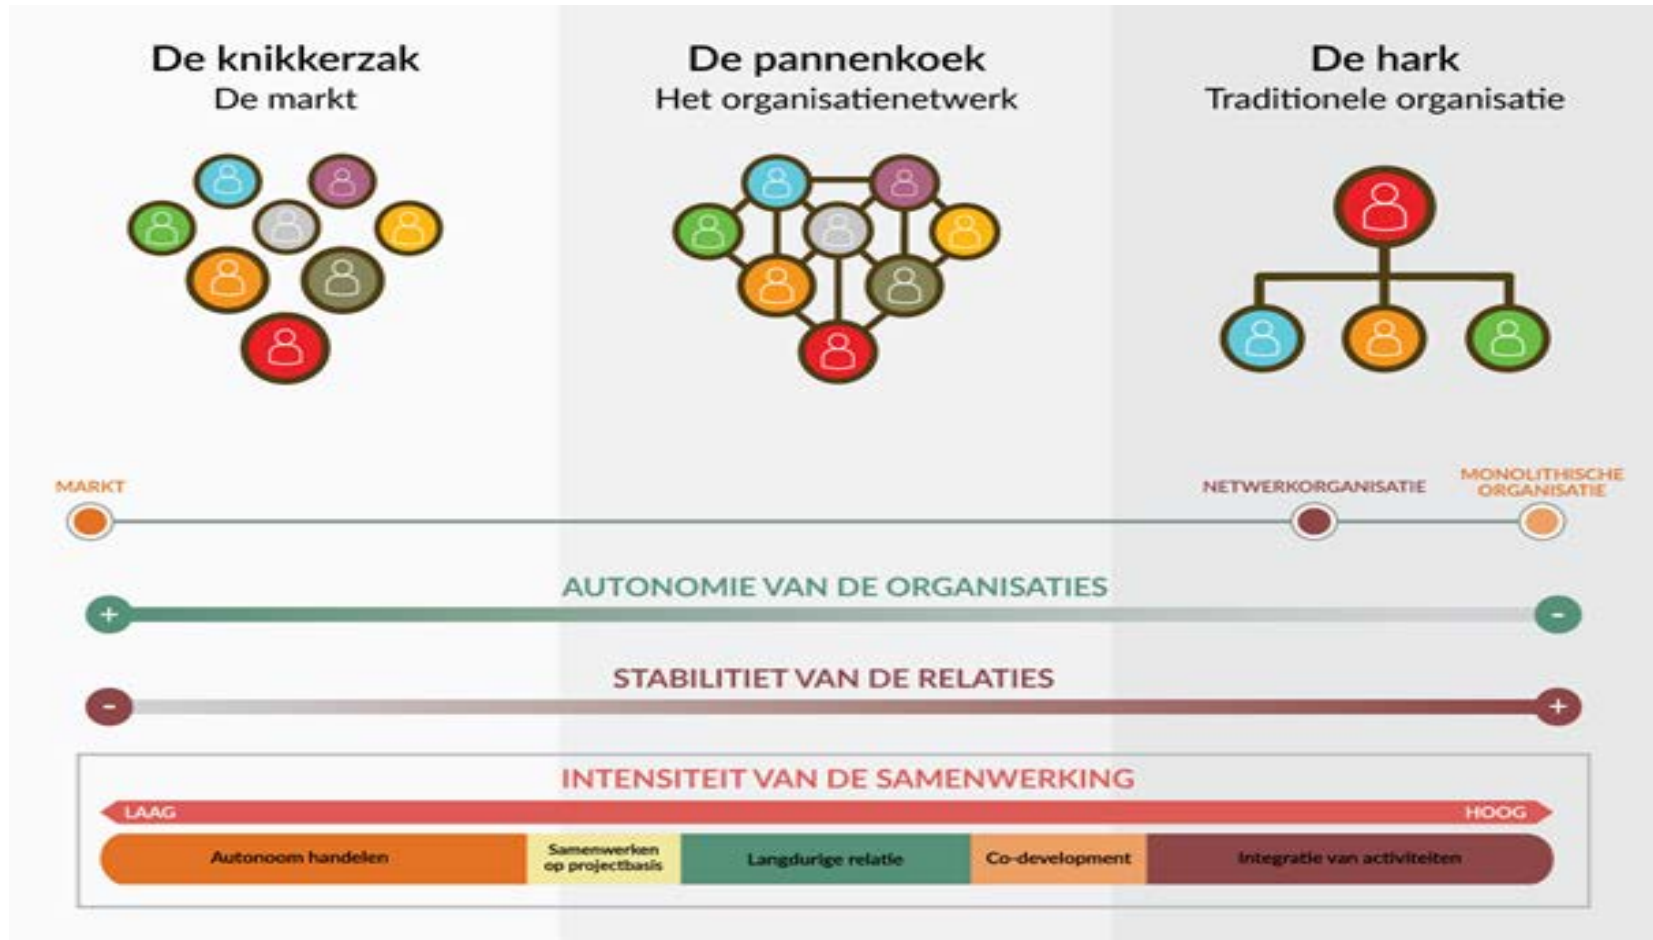 De knikkerzak
De markt
De pannenkoek
Het organisatienetwerk
De hark
Traditionele organisatie
MARKT
NETWERKORGANISATIE
MONOLITHISCHE
ORGANISATIE
AUTONOMIE VAN DE ORGANISATIES
+
-
STABILITIET VAN DE RELATIES
-
+
INTENSITEIT VAN DE SAMENWERKING
LAAG
HOOG
Autonoom handelen
Samenwerken
op projectbasis
Langdurige relatie
Co-development
Integratie van activiteiten